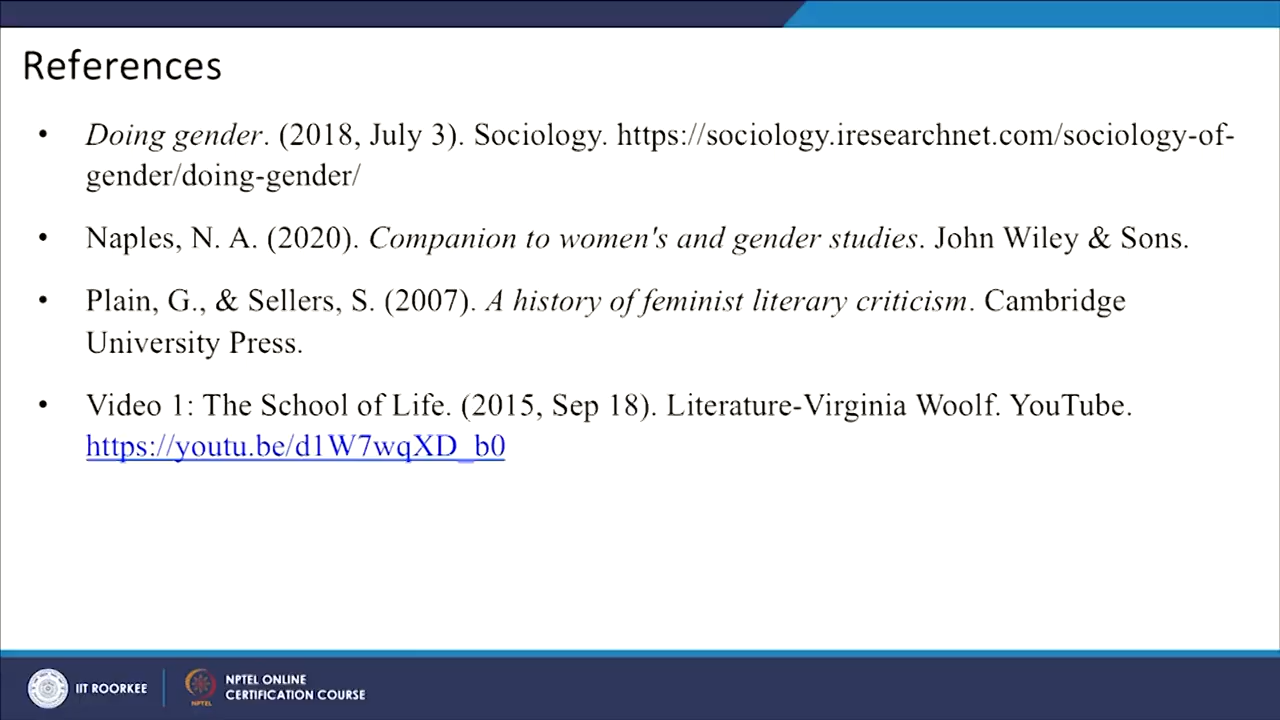 References
• Doing gender. (2018, July 3). Sociology. https://sociology.iresearchnet.com/sociology-of-
gender/doing-gender/
• Naples, N. A. (2020). Companion to women's and gender studies. John Wiley & Sons.
• Plain, G., & Sellers, S. (2007). A history of feminist literary criticism. Cambridge
University Press.
• Video 1: The School of Life. (2015, Sep 18). Literature-Virginia Woolf. YouTube.
https://youtu.be/d1W7wqXD_b0
IIT ROORKEE
NPTEL
NPTEL ONLINE
CERTIFICATION COURSE